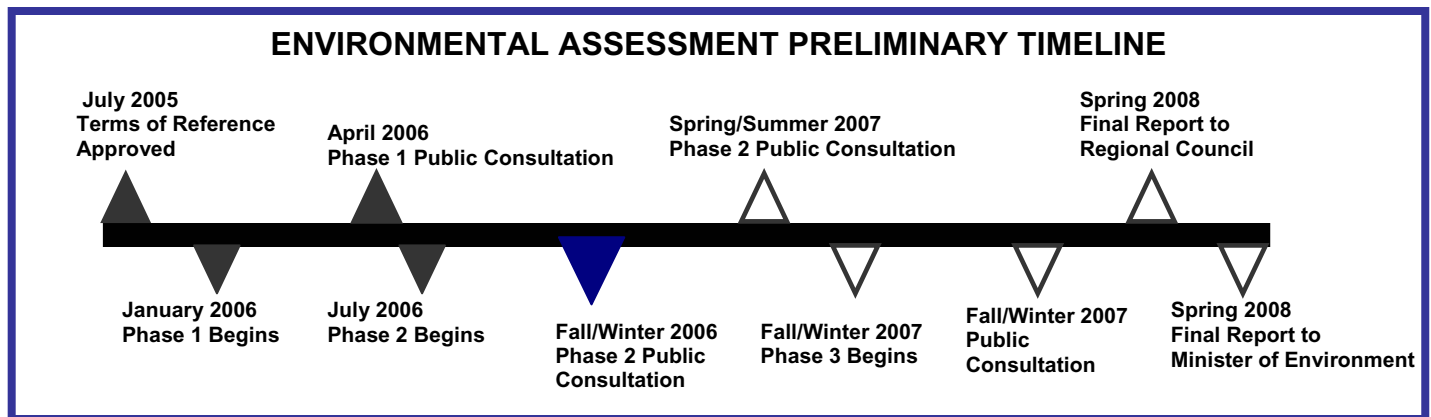 ENVIRONMENTAL ASSESSMENT PRELIMINARY TIMELINE
July 2005
Terms of Reference
Approved
April 2006
Phase 1 Public Consultation
Spring/Summer 2007
Phase 2 Public Consultation
Spring 2008
Final Report to
Regional Council
January 2006
Phase 1 Begins
July 2006
Phase 2 Begins
Fall/Winter 2006
Phase 2 Public
Consultation
Fall/Winter 2007
Phase 3 Begins
Fall/Winter 2007
Public
Consultation
Spring 2008
Final Report to
Minister of Environment